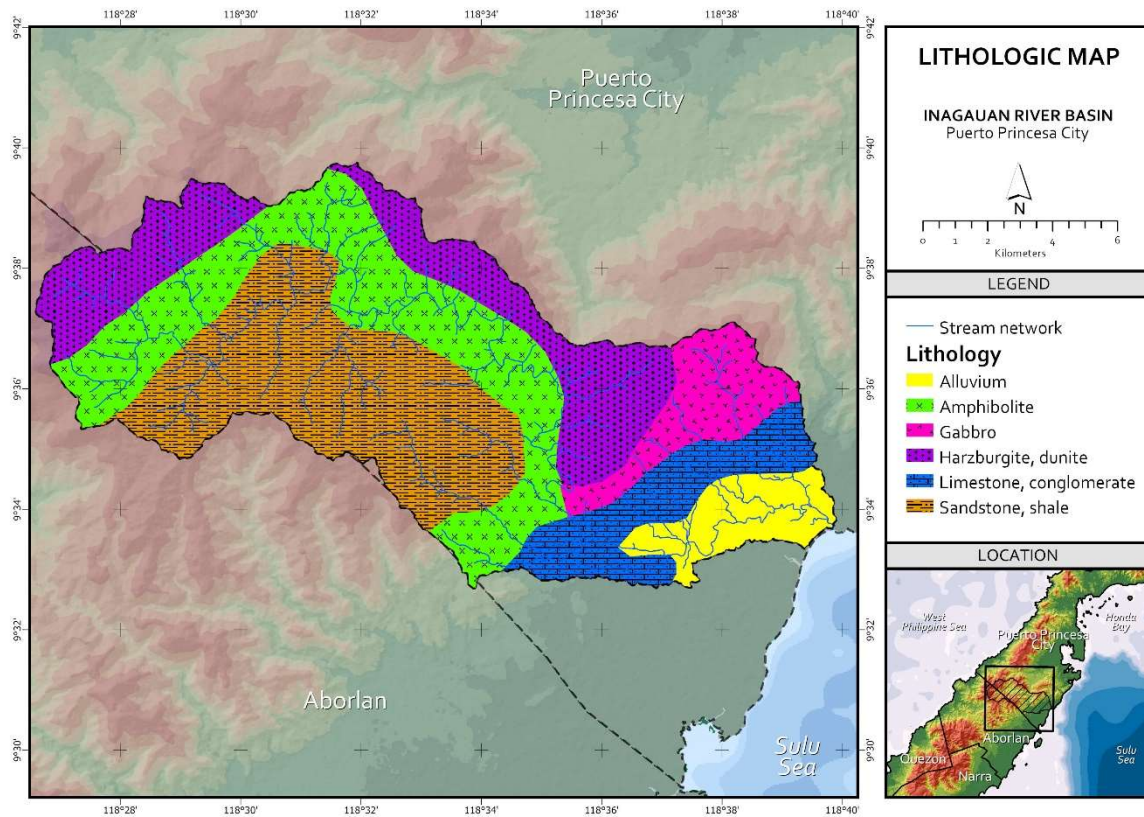 118°28' 118°30' 118°32' 118°34' 118°36' 118°38' 118°40'
9°42'
9°40'
9°38'
9°36'
9°34'
9°32'
9°30'
Puerto
Princesa City
Aborlan
Sulu
Sea
9°42'
9°40'
9°38'
9°36'
9°34'
9°32'
9°30'
118°28' 118°30' 118°32' 118°34' 118°36' 118°38' 118°40'
LITHOLOGIC MAP
INAGAUAN RIVER BASIN
Puerto Princesa City
N
0 1 2 4 6
Kilometers
LEGEND
Stream network
Lithology
Alluvium
Amphibolite
Gabbro
Harzburgite, dunite
Limestone, conglomerate
Sandstone, shale
LOCATION
West
Philippine Sea
Honda
Bay
Puerto Princesa
City
Aborlan
Quezon
Narra
Sulu
Sea